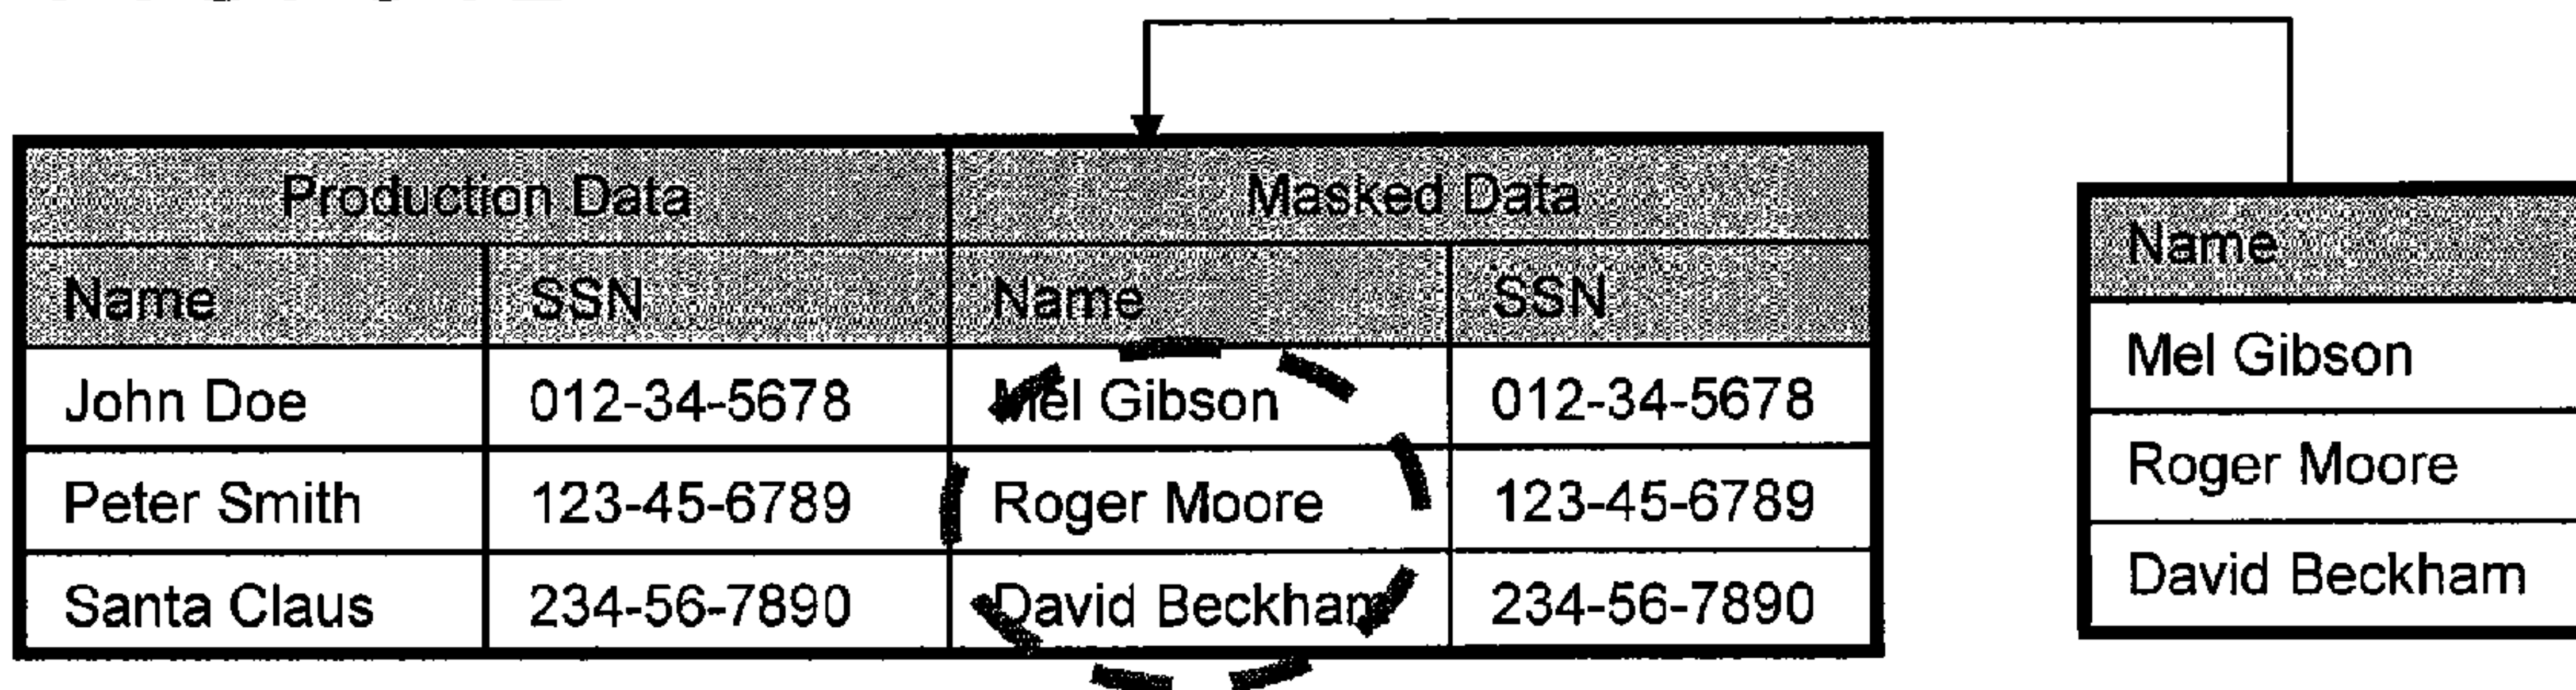 Production Data Masked Data
Name SSN Name SSN
John Doe 012-34-5678 Mel Gibson 012-34-5678
Peter Smith 123-45-6789 Roger Moore 123-45-6789
Santa Claus 234-56-7890 David Beckham 234-56-7890
Name
Mel Gibson
Roger Moore
David Beckham